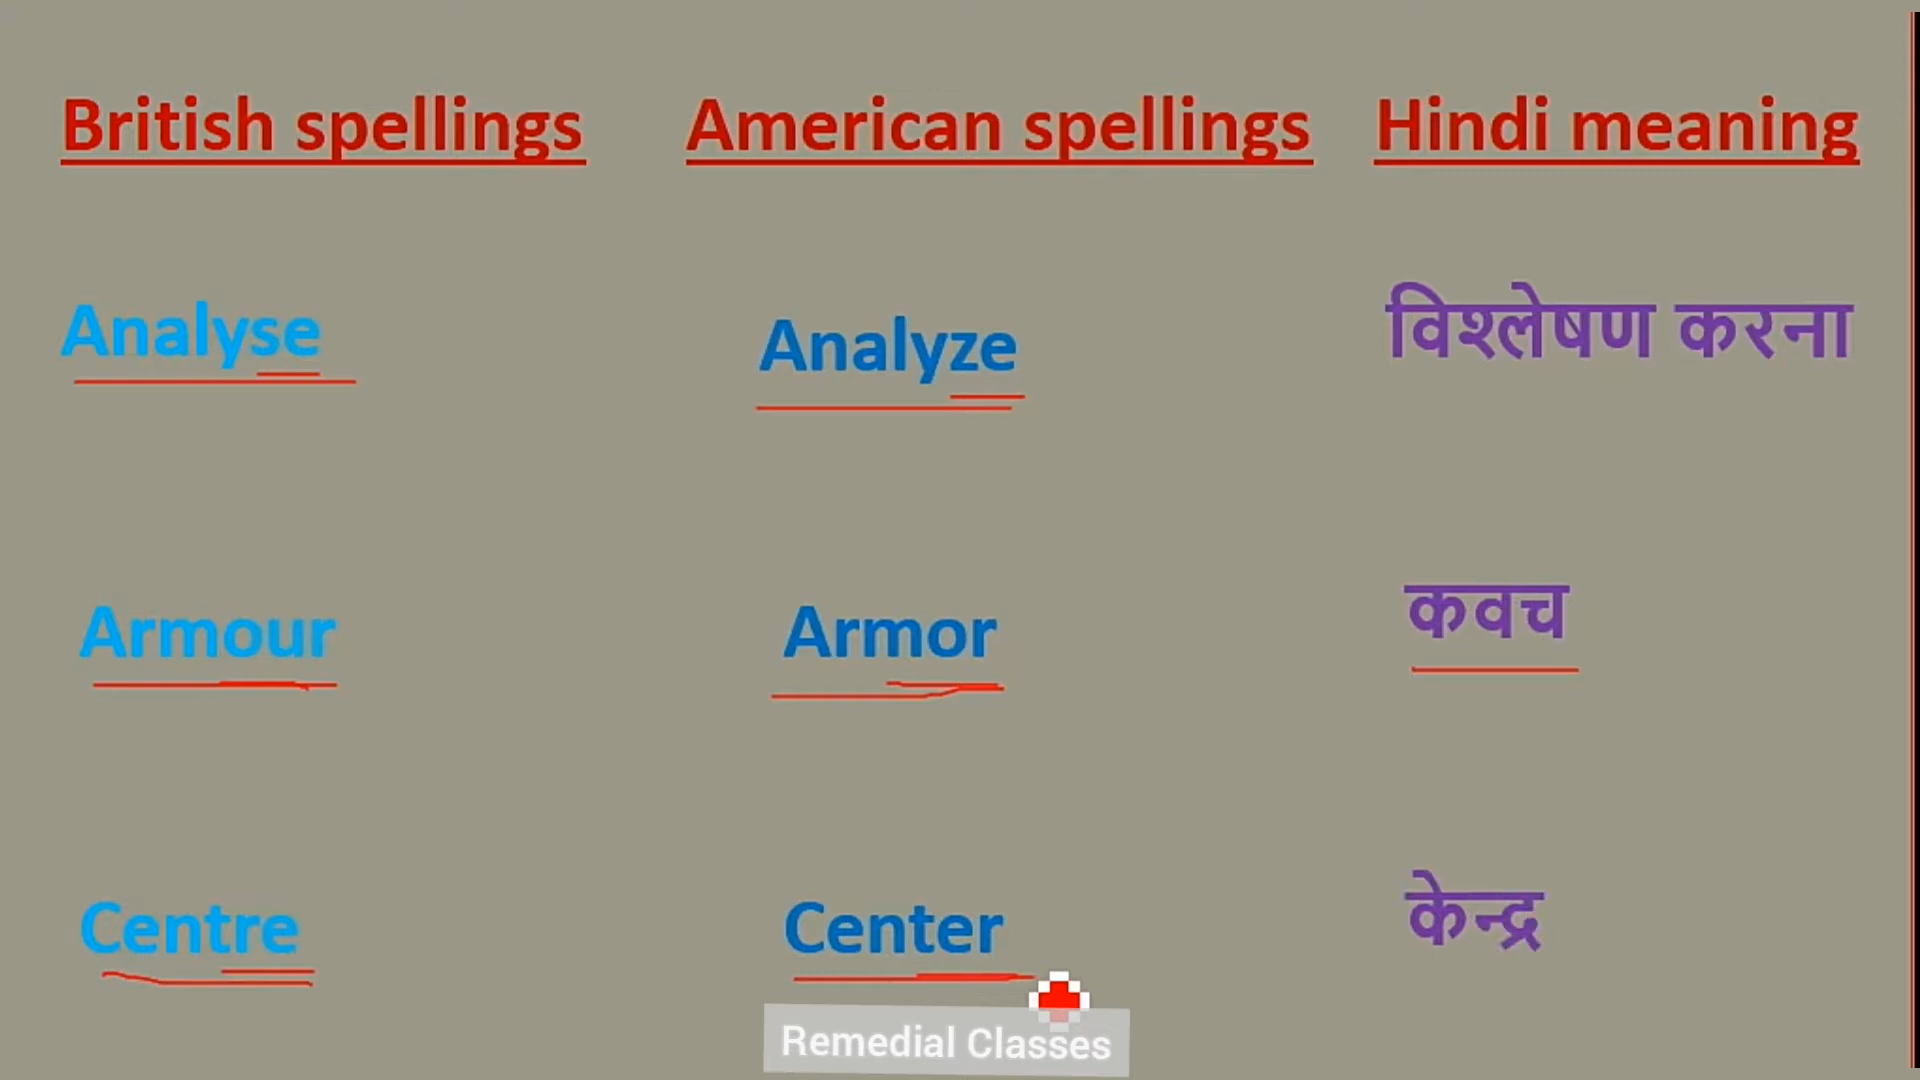 British spellings American spellings Hindi meaning
Analyse Analyze विश्लेषण करना
Armour Armor कवच
Centre Center केन्द्र
Remedial Classes